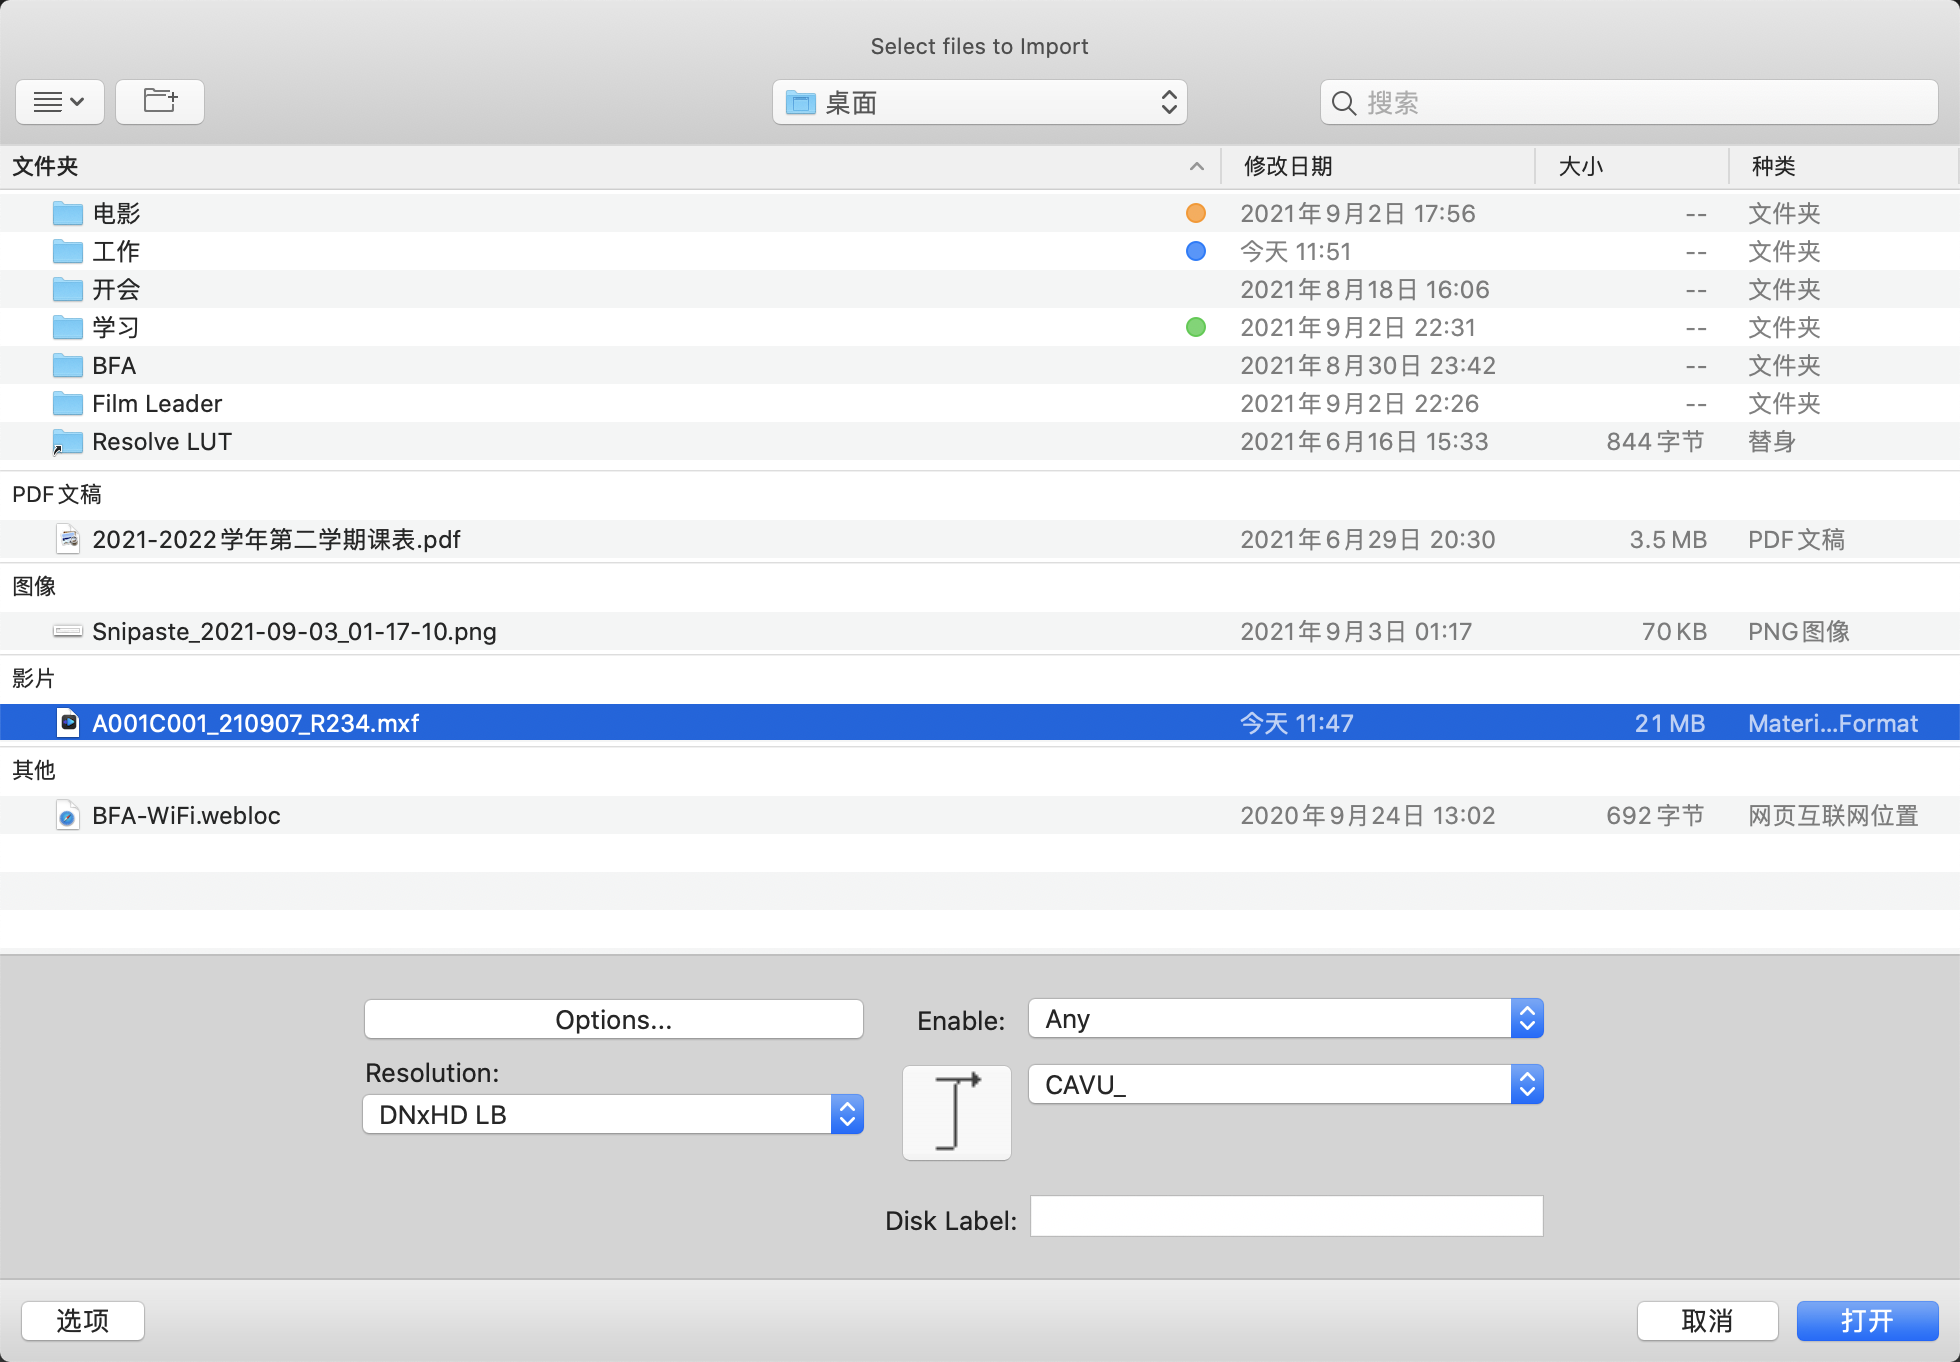 Select files to Import
桌面
搜索
文件夹 修改日期 大小 种类
电影 2021年9月2日 17:56 -- 文件夹
工作 今天 11:51 -- 文件夹
开会 2021年8月18日 16:06 -- 文件夹
学习 2021年9月2日 22:31 -- 文件夹
BFA 2021年8月30日 23:42 -- 文件夹
Film Leader 2021年9月2日 22:26 -- 文件夹
Resolve LUT 2021年6月16日 15:33 844字节 替身
PDF文稿
2021-2022学年第二学期课表.pdf 2021年6月29日 20:30 3.5 MB PDF文稿
图像
Snipaste_2021-09-03_01-17-10.png 2021年9月3日 01:17 70 KB PNG图像
影片
A001C001_210907_R234.mxf 今天 11:47 21 MB Materi...Format
其他
BFA-WiFi.webloc 2020年9月24日 13:02 692字节 网页互联网位置
Options... Enable: Any
Resolution: CAVU_
DNxHD LB
Disk Label:
选项 取消 打开